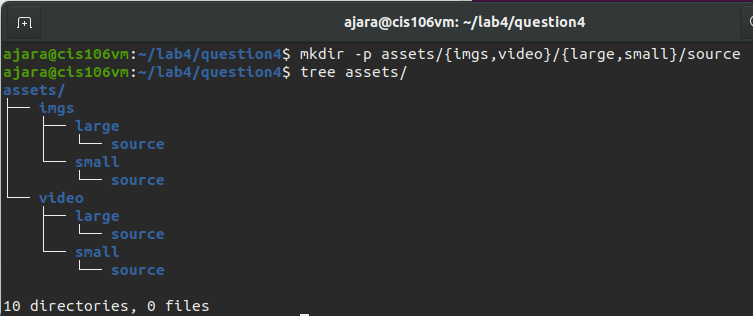 ajara@cis106vm: ~/lab4/question4
ajara@cis106vm:~/lab4/question4$ mkdir -p assets/{imgs,video}/{large,small}/source
ajara@cis106vm:~/lab4/question4$ tree assets/
assets/
├── imgs
│   ├── large
│   │   └── source
│   └── small
│       └── source
└── video
    ├── large
    │   └── source
    └── small
        └── source
10 directories, 0 files